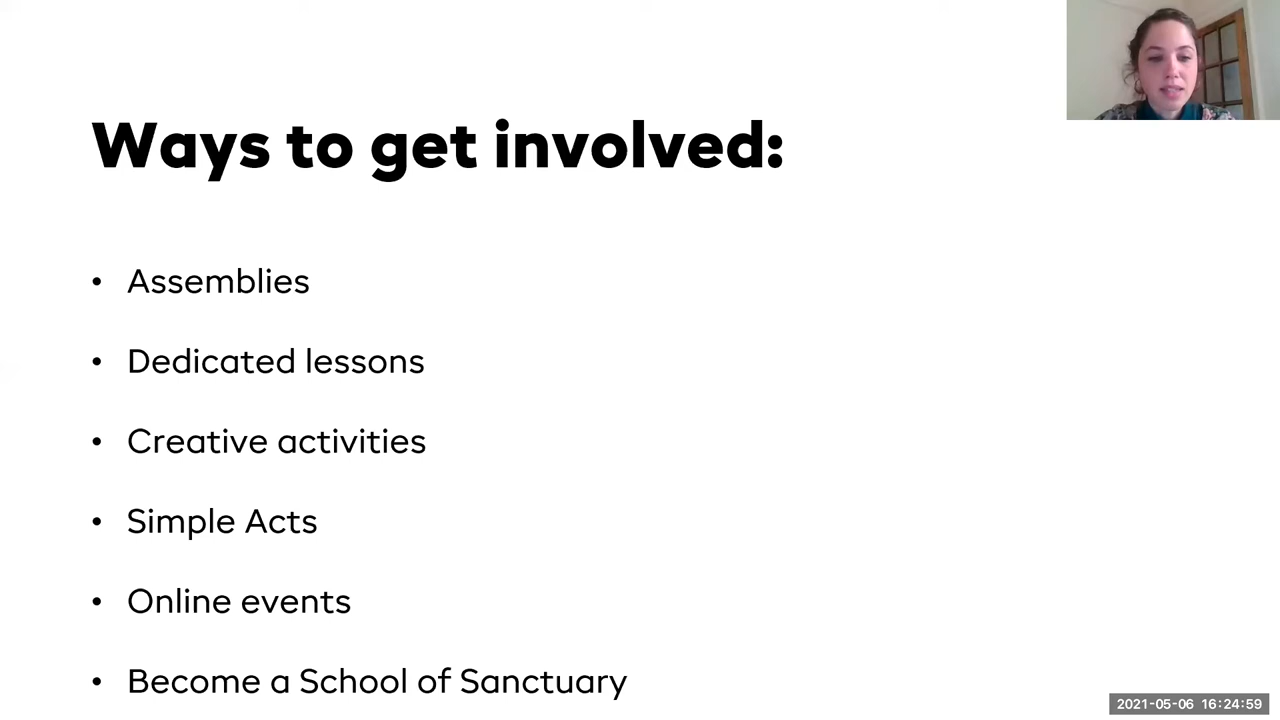 Ways to get involved:
• Assemblies
• Dedicated lessons
• Creative activities
• Simple Acts
• Online events
• Become a School of Sanctuary
2021-05-06 16:24:59